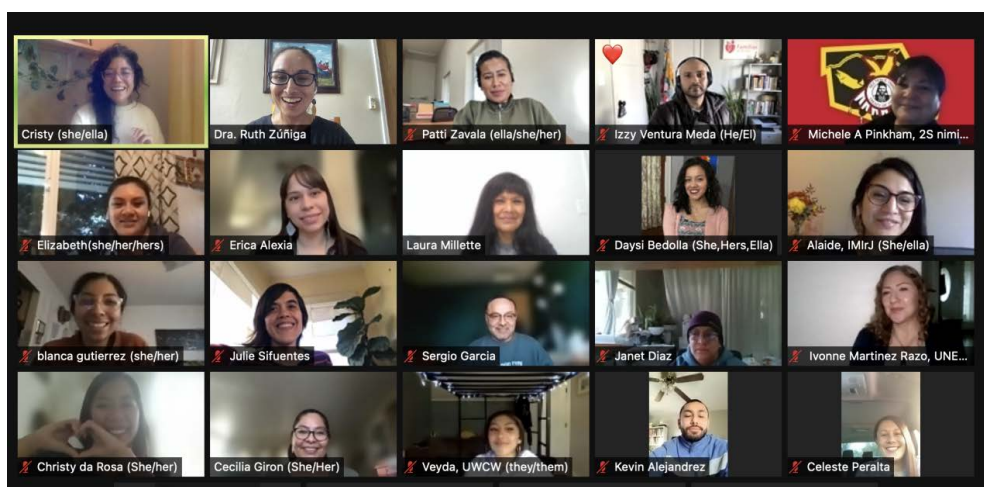 Cristy (she/ella)
Dra. Ruth Zúñiga
Patti Zavala (ella/she/her)
Izzy Ventura Meda (He/El)
Michele A Pinkham, 2S nimi...
Elizabeth(she/her/hers)
Erica Alexia
Laura Millette
Daysi Bedolla (She,Hers,Ella)
Alaide, IMIrJ (She/ella)
blanca gutierrez (she/her)
Julie Sifuentes
Sergio Garcia
Janet Diaz
Ivonne Martinez Razo, UNE...
Christy da Rosa (She/her)
Cecilia Giron (She/Her)
Veyda, UWCW (they/them)
Kevin Alejandrez
Celeste Peralta